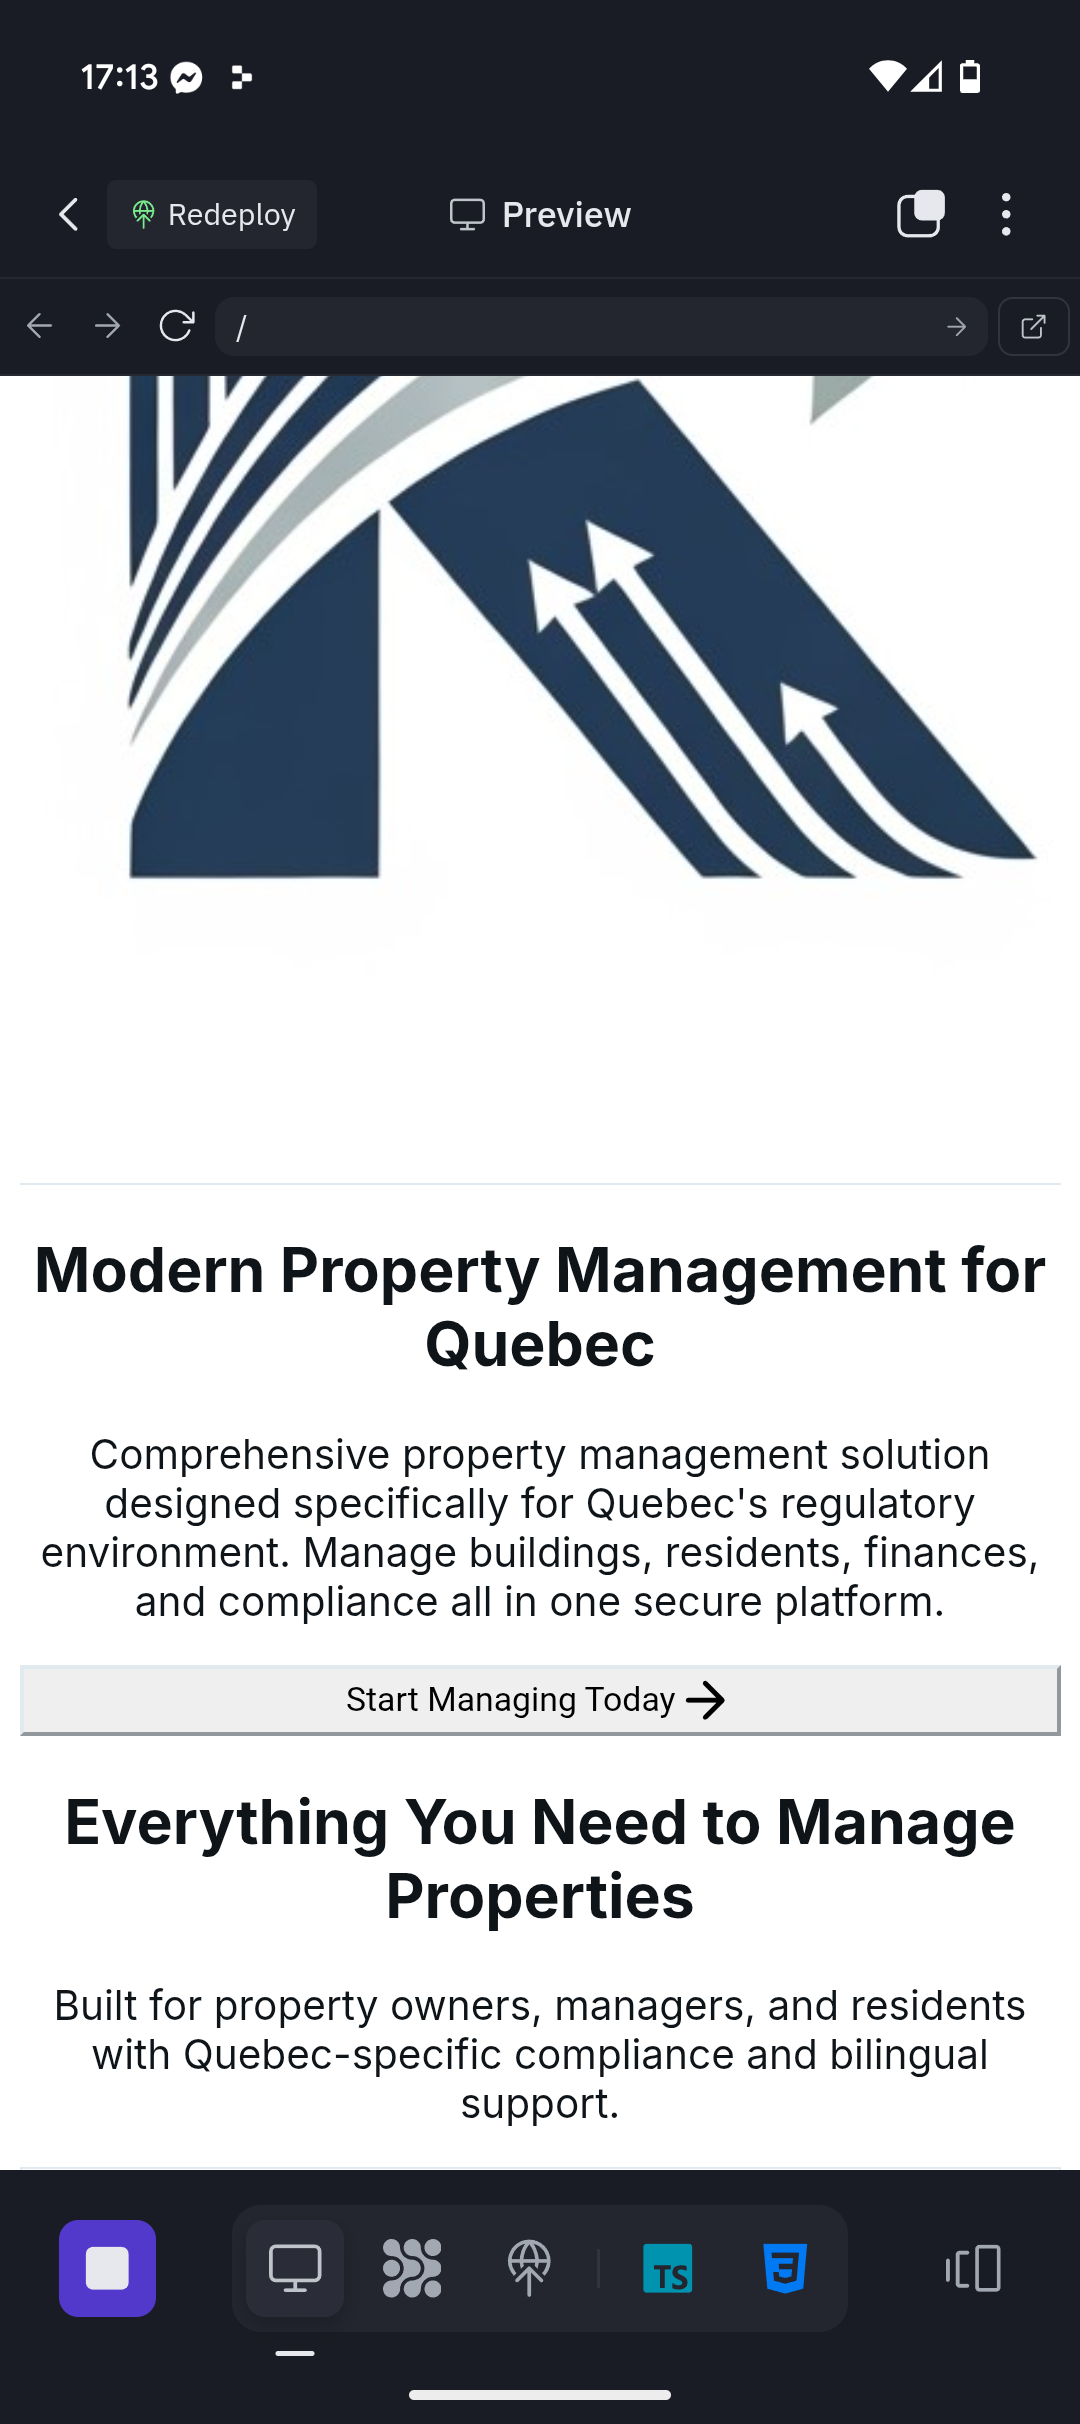 17:13
Redeploy
Preview
/
Modern Property Management for
Quebec
Comprehensive property management solution
designed specifically for Quebec's regulatory
environment. Manage buildings, residents, finances,
and compliance all in one secure platform.
Start Managing Today
Everything You Need to Manage
Properties
Built for property owners, managers, and residents
with Quebec-specific compliance and bilingual
support.
TS
3